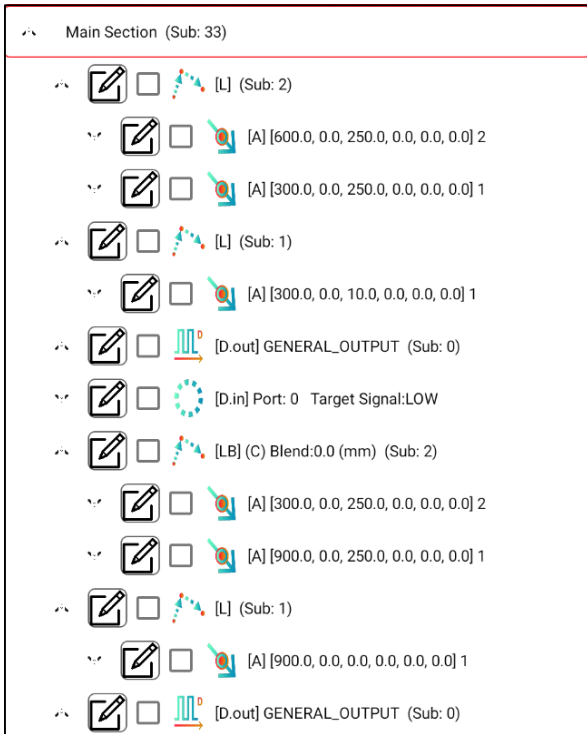 Main Section (Sub: 33)
[L] (Sub: 2)
[A] [600.0, 0.0, 250.0, 0.0, 0.0, 0.0] 2
[A] [300.0, 0.0, 250.0, 0.0, 0.0, 0.0] 1
[L] (Sub: 1)
[A] [300.0, 0.0, 10.0, 0.0, 0.0, 0.0] 1
D [D.out] GENERAL_OUTPUT (Sub: 0)
[D.in] Port: 0 Target Signal:LOW
[LB] (C) Blend:0.0 (mm) (Sub: 2)
[A] [300.0, 0.0, 250.0, 0.0, 0.0, 0.0] 2
[A] [900.0, 0.0, 250.0, 0.0, 0.0, 0.0] 1
[L] (Sub: 1)
[A] [900.0, 0.0, 0.0, 0.0, 0.0, 0.0] 1
D [D.out] GENERAL_OUTPUT (Sub: 0)